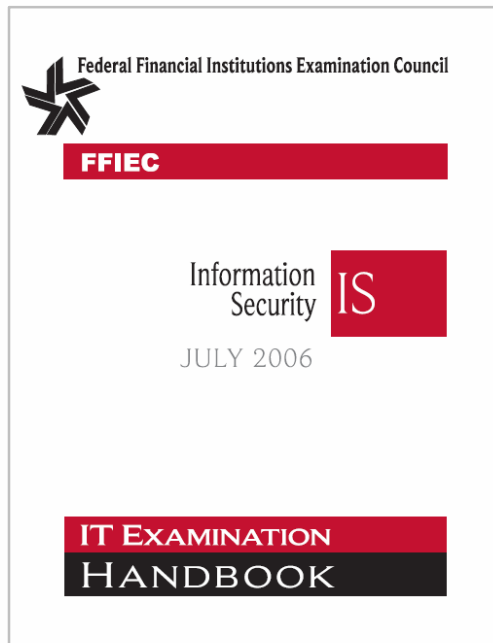 Federal Financial Institutions Examination Council
FFIEC
Information
Security
IS
JULY 2006
IT EXAMINATION
HANDBOOK